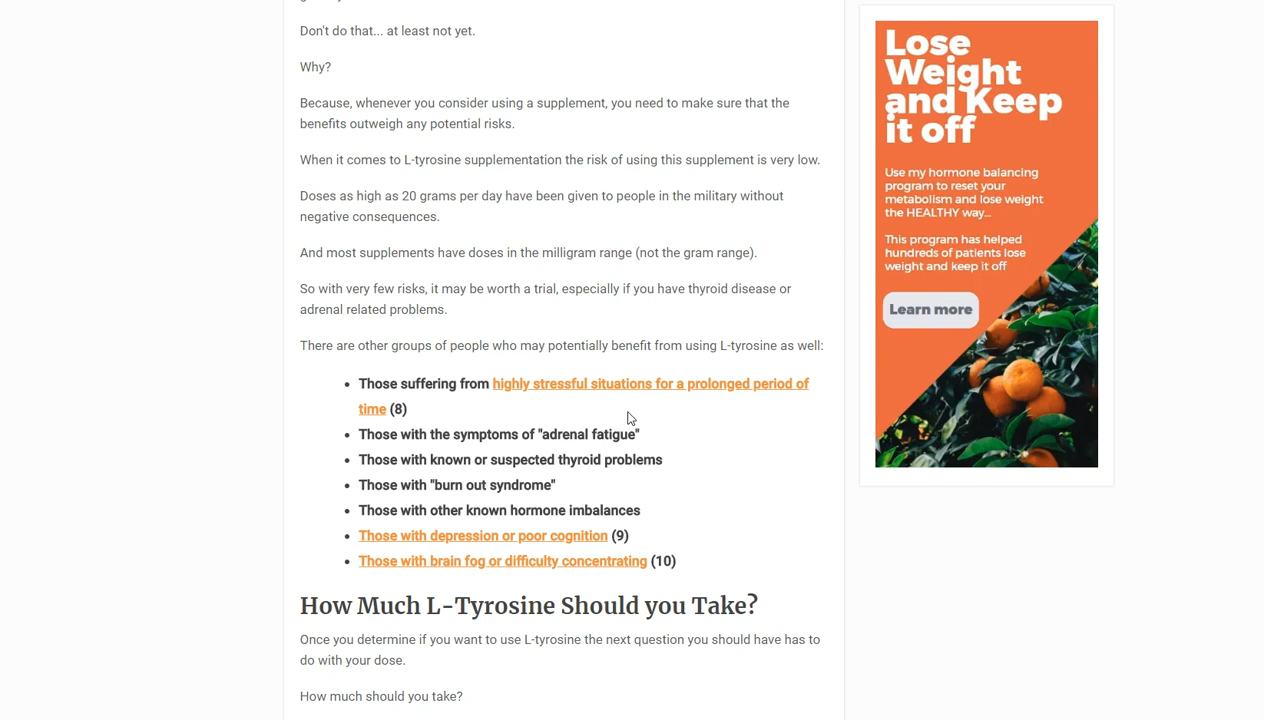 Don't do that... at least not yet.
Why?
Because, whenever you consider using a supplement, you need to make sure that the
benefits outweigh any potential risks.
When it comes to L-tyrosine supplementation the risk of using this supplement is very low.
Doses as high as 20 grams per day have been given to people in the military without
negative consequences.
And most supplements have doses in the milligram range (not the gram range).
So with very few risks, it may be worth a trial, especially if you have thyroid disease or
adrenal related problems.
There are other groups of people who may potentially benefit from using L-tyrosine as well:
• Those suffering from highly stressful situations for a prolonged period of
time (8)
• Those with the symptoms of "adrenal fatigue"
• Those with known or suspected thyroid problems
• Those with "burn out syndrome"
• Those with other known hormone imbalances
• Those with depression or poor cognition (9)
• Those with brain fog or difficulty concentrating (10)
How Much L-Tyrosine Should you Take?
Once you determine if you want to use L-tyrosine the next question you should have has to
do with your dose.
How much should you take?
Lose
Weight
and Keep
it off
Use my hormone balancing
program to reset your
metabolism and lose weight
the HEALTHY way...
This program has helped
hundreds of patients lose
weight and keep it off
Learn more